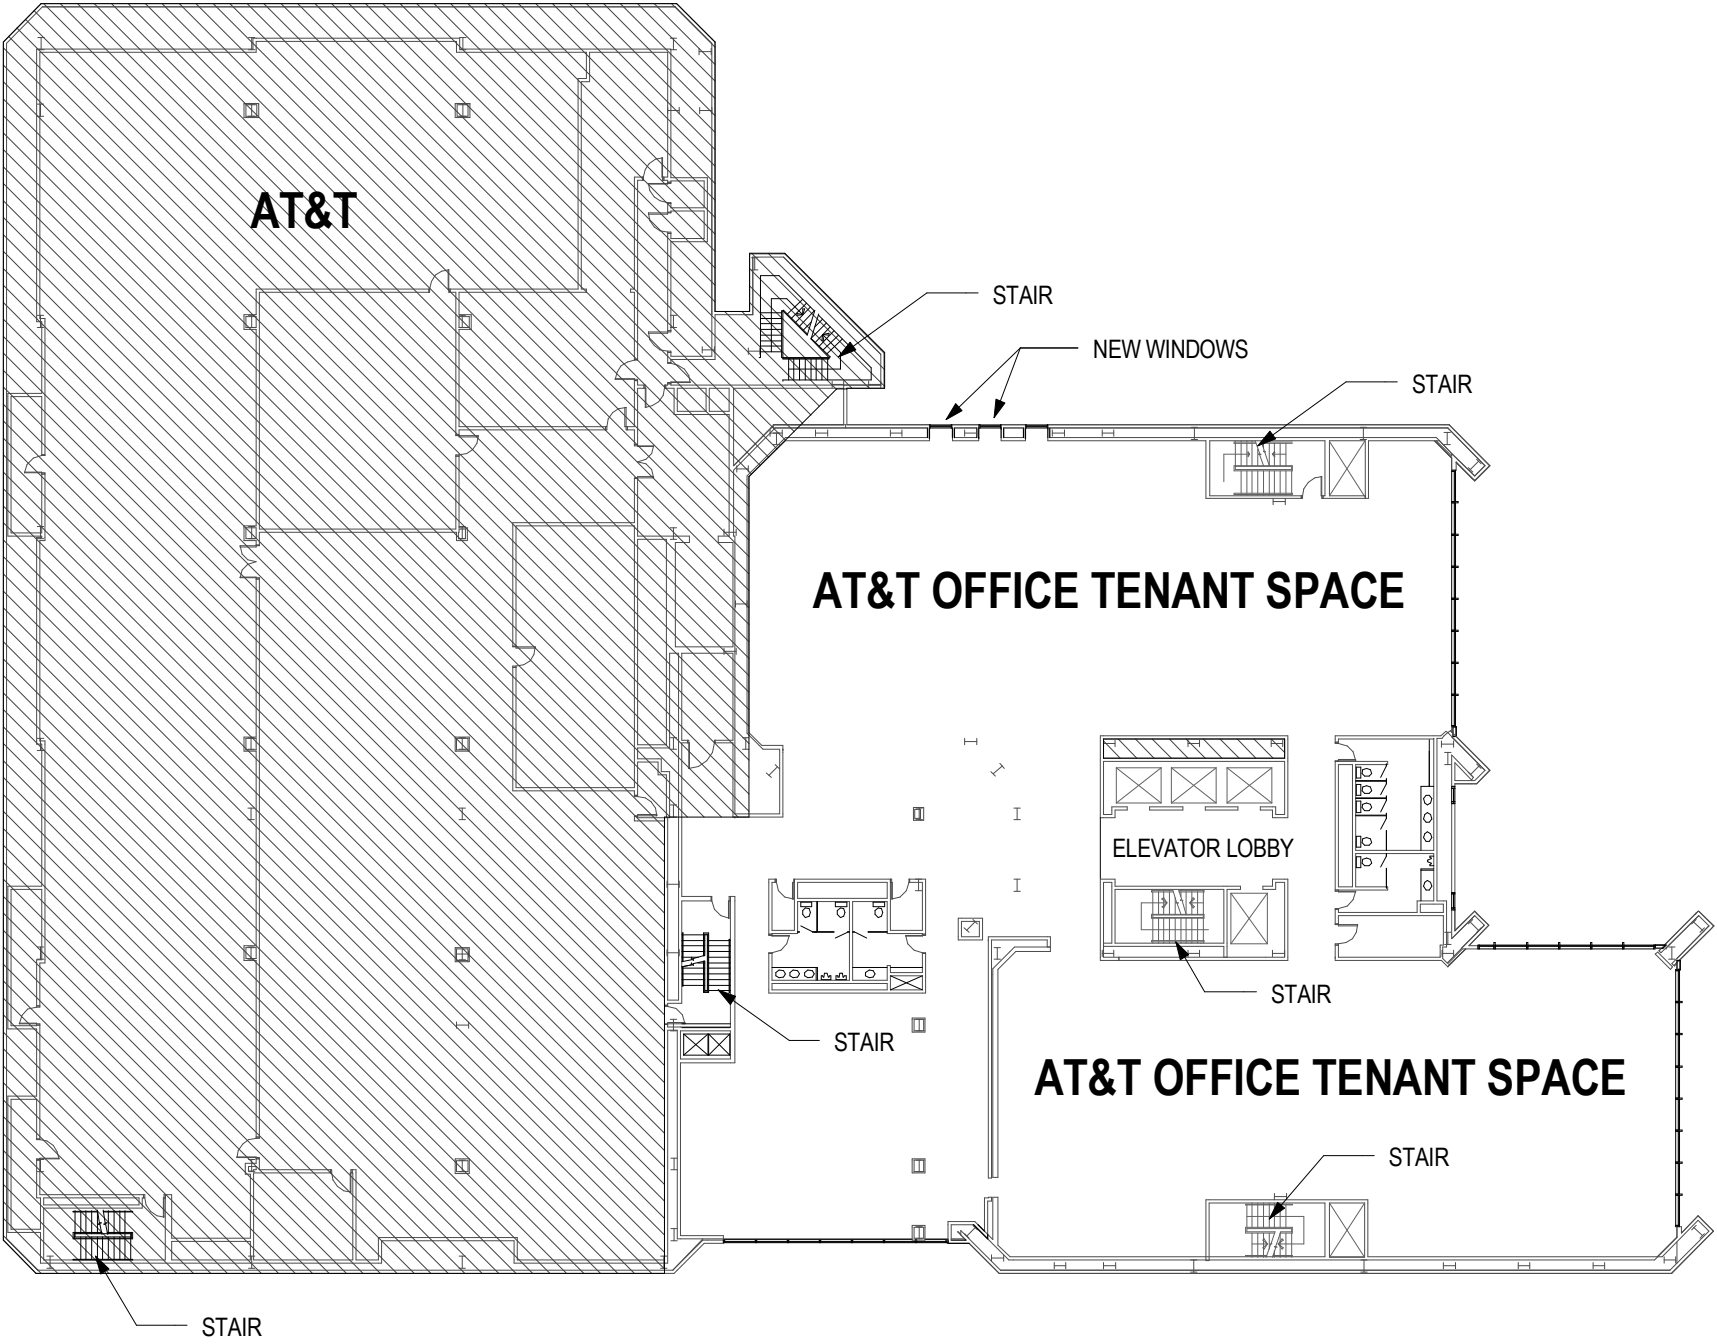 AT&T
STAIR
NEW WINDOWS
STAIR
AT&T OFFICE TENANT SPACE
ELEVATOR LOBBY
STAIR
STAIR
AT&T OFFICE TENANT SPACE
STAIR
STAIR